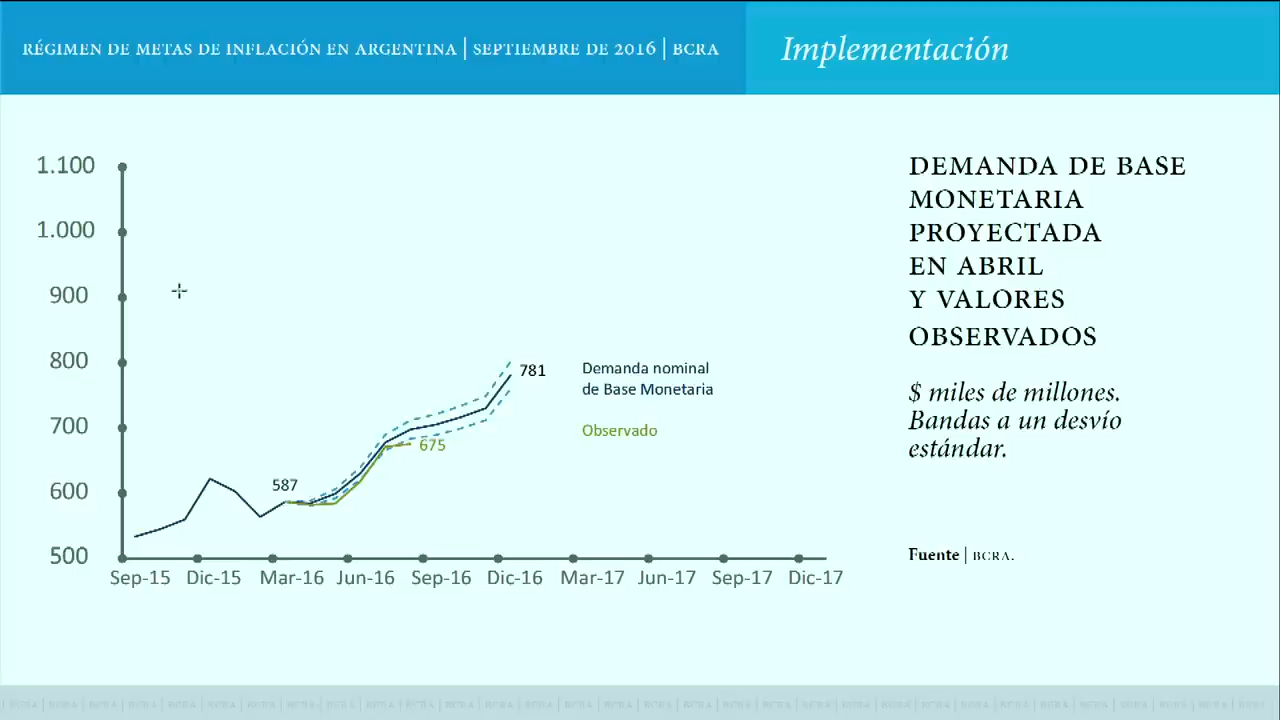 RÉGIMEN DE METAS DE INFLACIÓN EN ARGENTINA | SEPTIEMBRE DE 2016 | BCRA
Implementación
1.100
1.000
900
800
700
600
500
Sep-15 Dic-15 Mar-16 Jun-16 Sep-16 Dic-16 Mar-17 Jun-17 Sep-17 Dic-17
587
675
781
Demanda nominal
de Base Monetaria
Observado
DEMANDA DE BASE
MONETARIA
PROYECTADA
EN ABRIL
Y VALORES
OBSERVADOS
$ miles de millones.
Bandas a un desvío
estándar.
Fuente | BCRA.